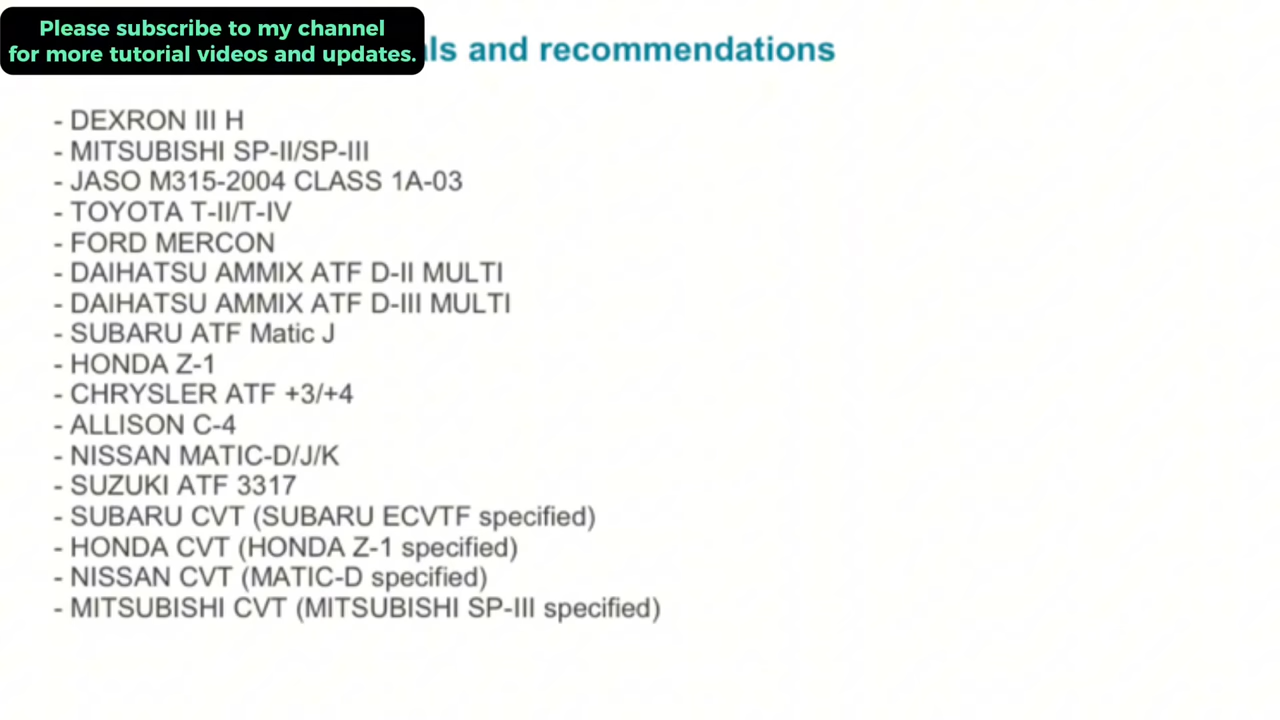 Please subscribe to my channel
for more tutorial videos and updates.
and recommendations
- DEXRON III H
- MITSUBISHI SP-II/SP-III
- JASO M315-2004 CLASS 1A-03
- TOYOTA T-II/T-IV
- FORD MERCON
- DAIHATSU AMMIX ATF D-II MULTI
- DAIHATSU AMMIX ATF D-III MULTI
- SUBARU ATF Matic J
- HONDA Z-1
- CHRYSLER ATF +3/+4
- ALLISON C-4
- NISSAN MATIC-D/J/K
- SUZUKI ATF 3317
- SUBARU CVT (SUBARU ECVTF specified)
- HONDA CVT (HONDA Z-1 specified)
- NISSAN CVT (MATIC-D specified)
- MITSUBISHI CVT (MITSUBISHI SP-III specified)